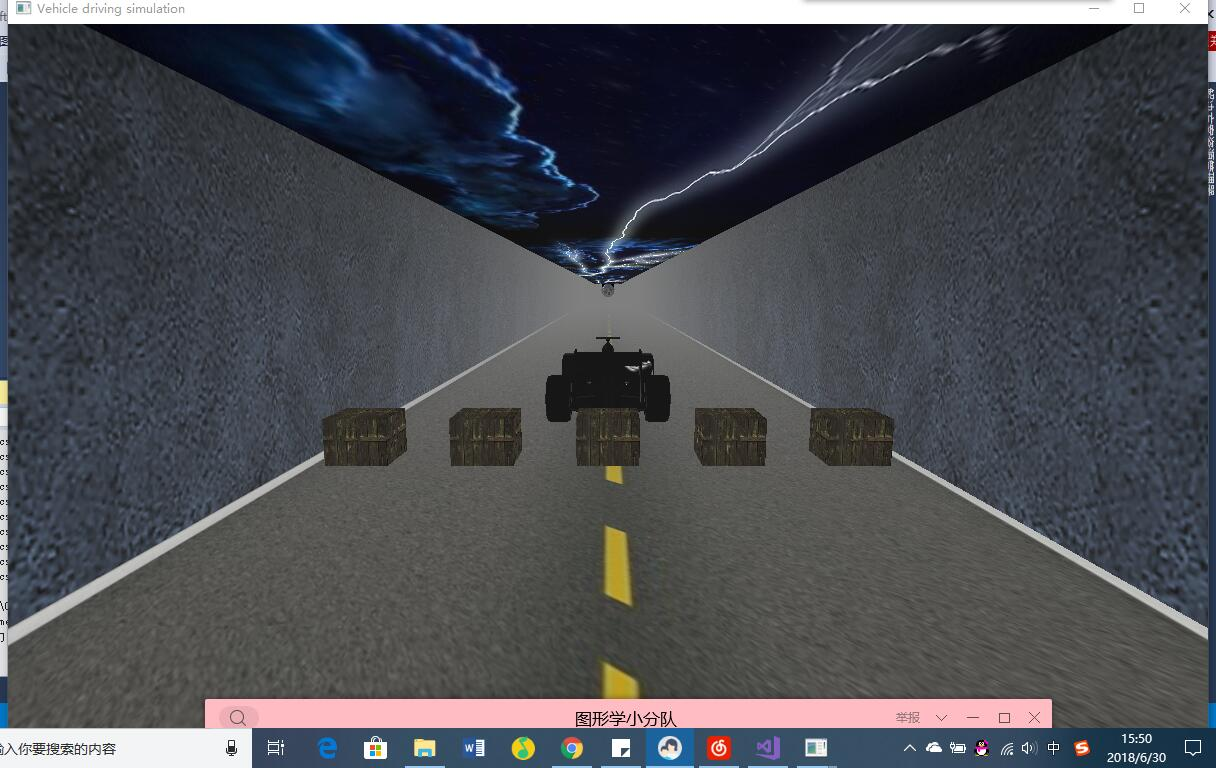 Vehicle driving simulation
图形学小分队
举报
入你要搜索的内容
中
15:50
2018/6/30